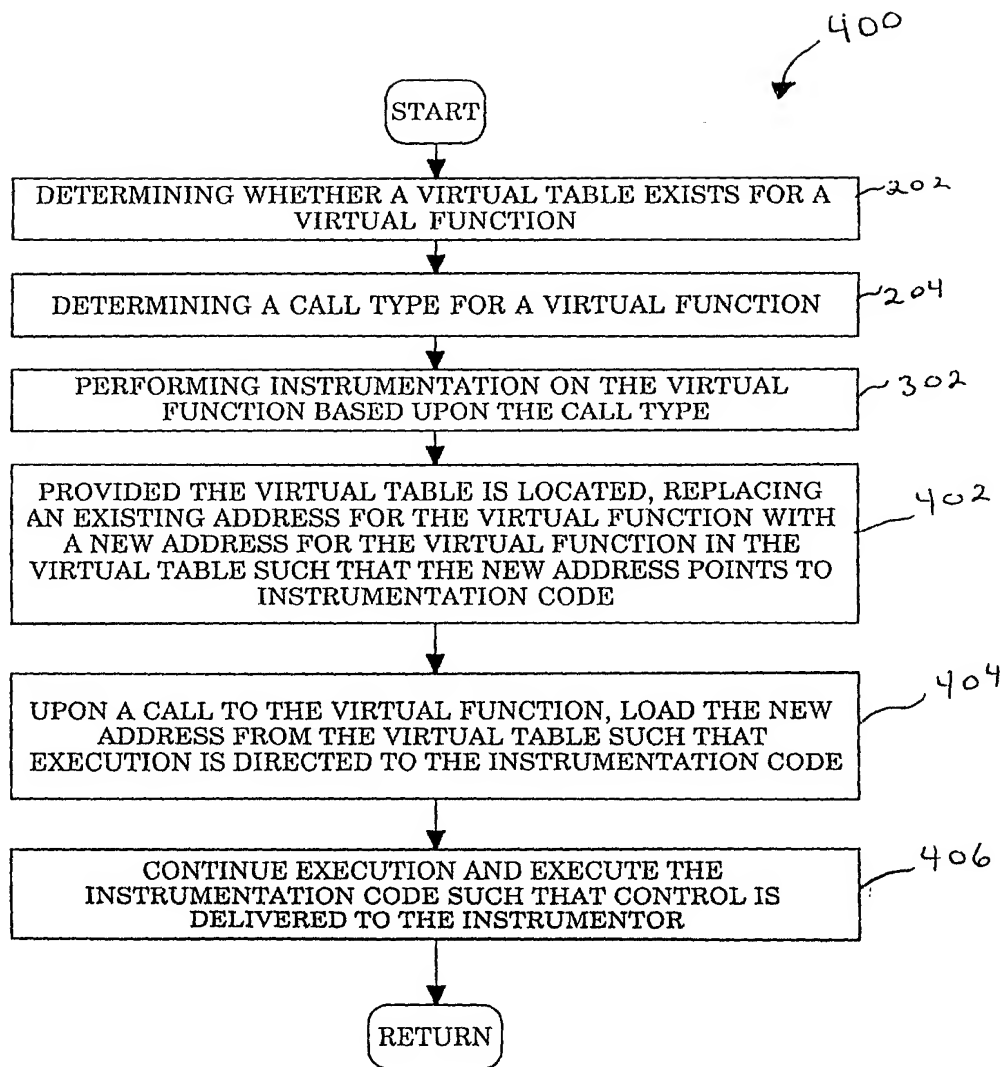 400
START
DETERMINING WHETHER A VIRTUAL TABLE EXISTS FOR A
VIRTUAL FUNCTION
202
DETERMINING A CALL TYPE FOR A VIRTUAL FUNCTION
204
PERFORMING INSTRUMENTATION ON THE VIRTUAL
FUNCTION BASED UPON THE CALL TYPE
302
PROVIDED THE VIRTUAL TABLE IS LOCATED, REPLACING
AN EXISTING ADDRESS FOR THE VIRTUAL FUNCTION WITH
A NEW ADDRESS FOR THE VIRTUAL FUNCTION IN THE
VIRTUAL TABLE SUCH THAT THE NEW ADDRESS POINTS TO
INSTRUMENTATION CODE
402
UPON A CALL TO THE VIRTUAL FUNCTION, LOAD THE NEW
ADDRESS FROM THE VIRTUAL TABLE SUCH THAT
EXECUTION IS DIRECTED TO THE INSTRUMENTATION CODE
404
CONTINUE EXECUTION AND EXECUTE THE
INSTRUMENTATION CODE SUCH THAT CONTROL IS
DELIVERED TO THE INSTRUMENTOR
406
RETURN